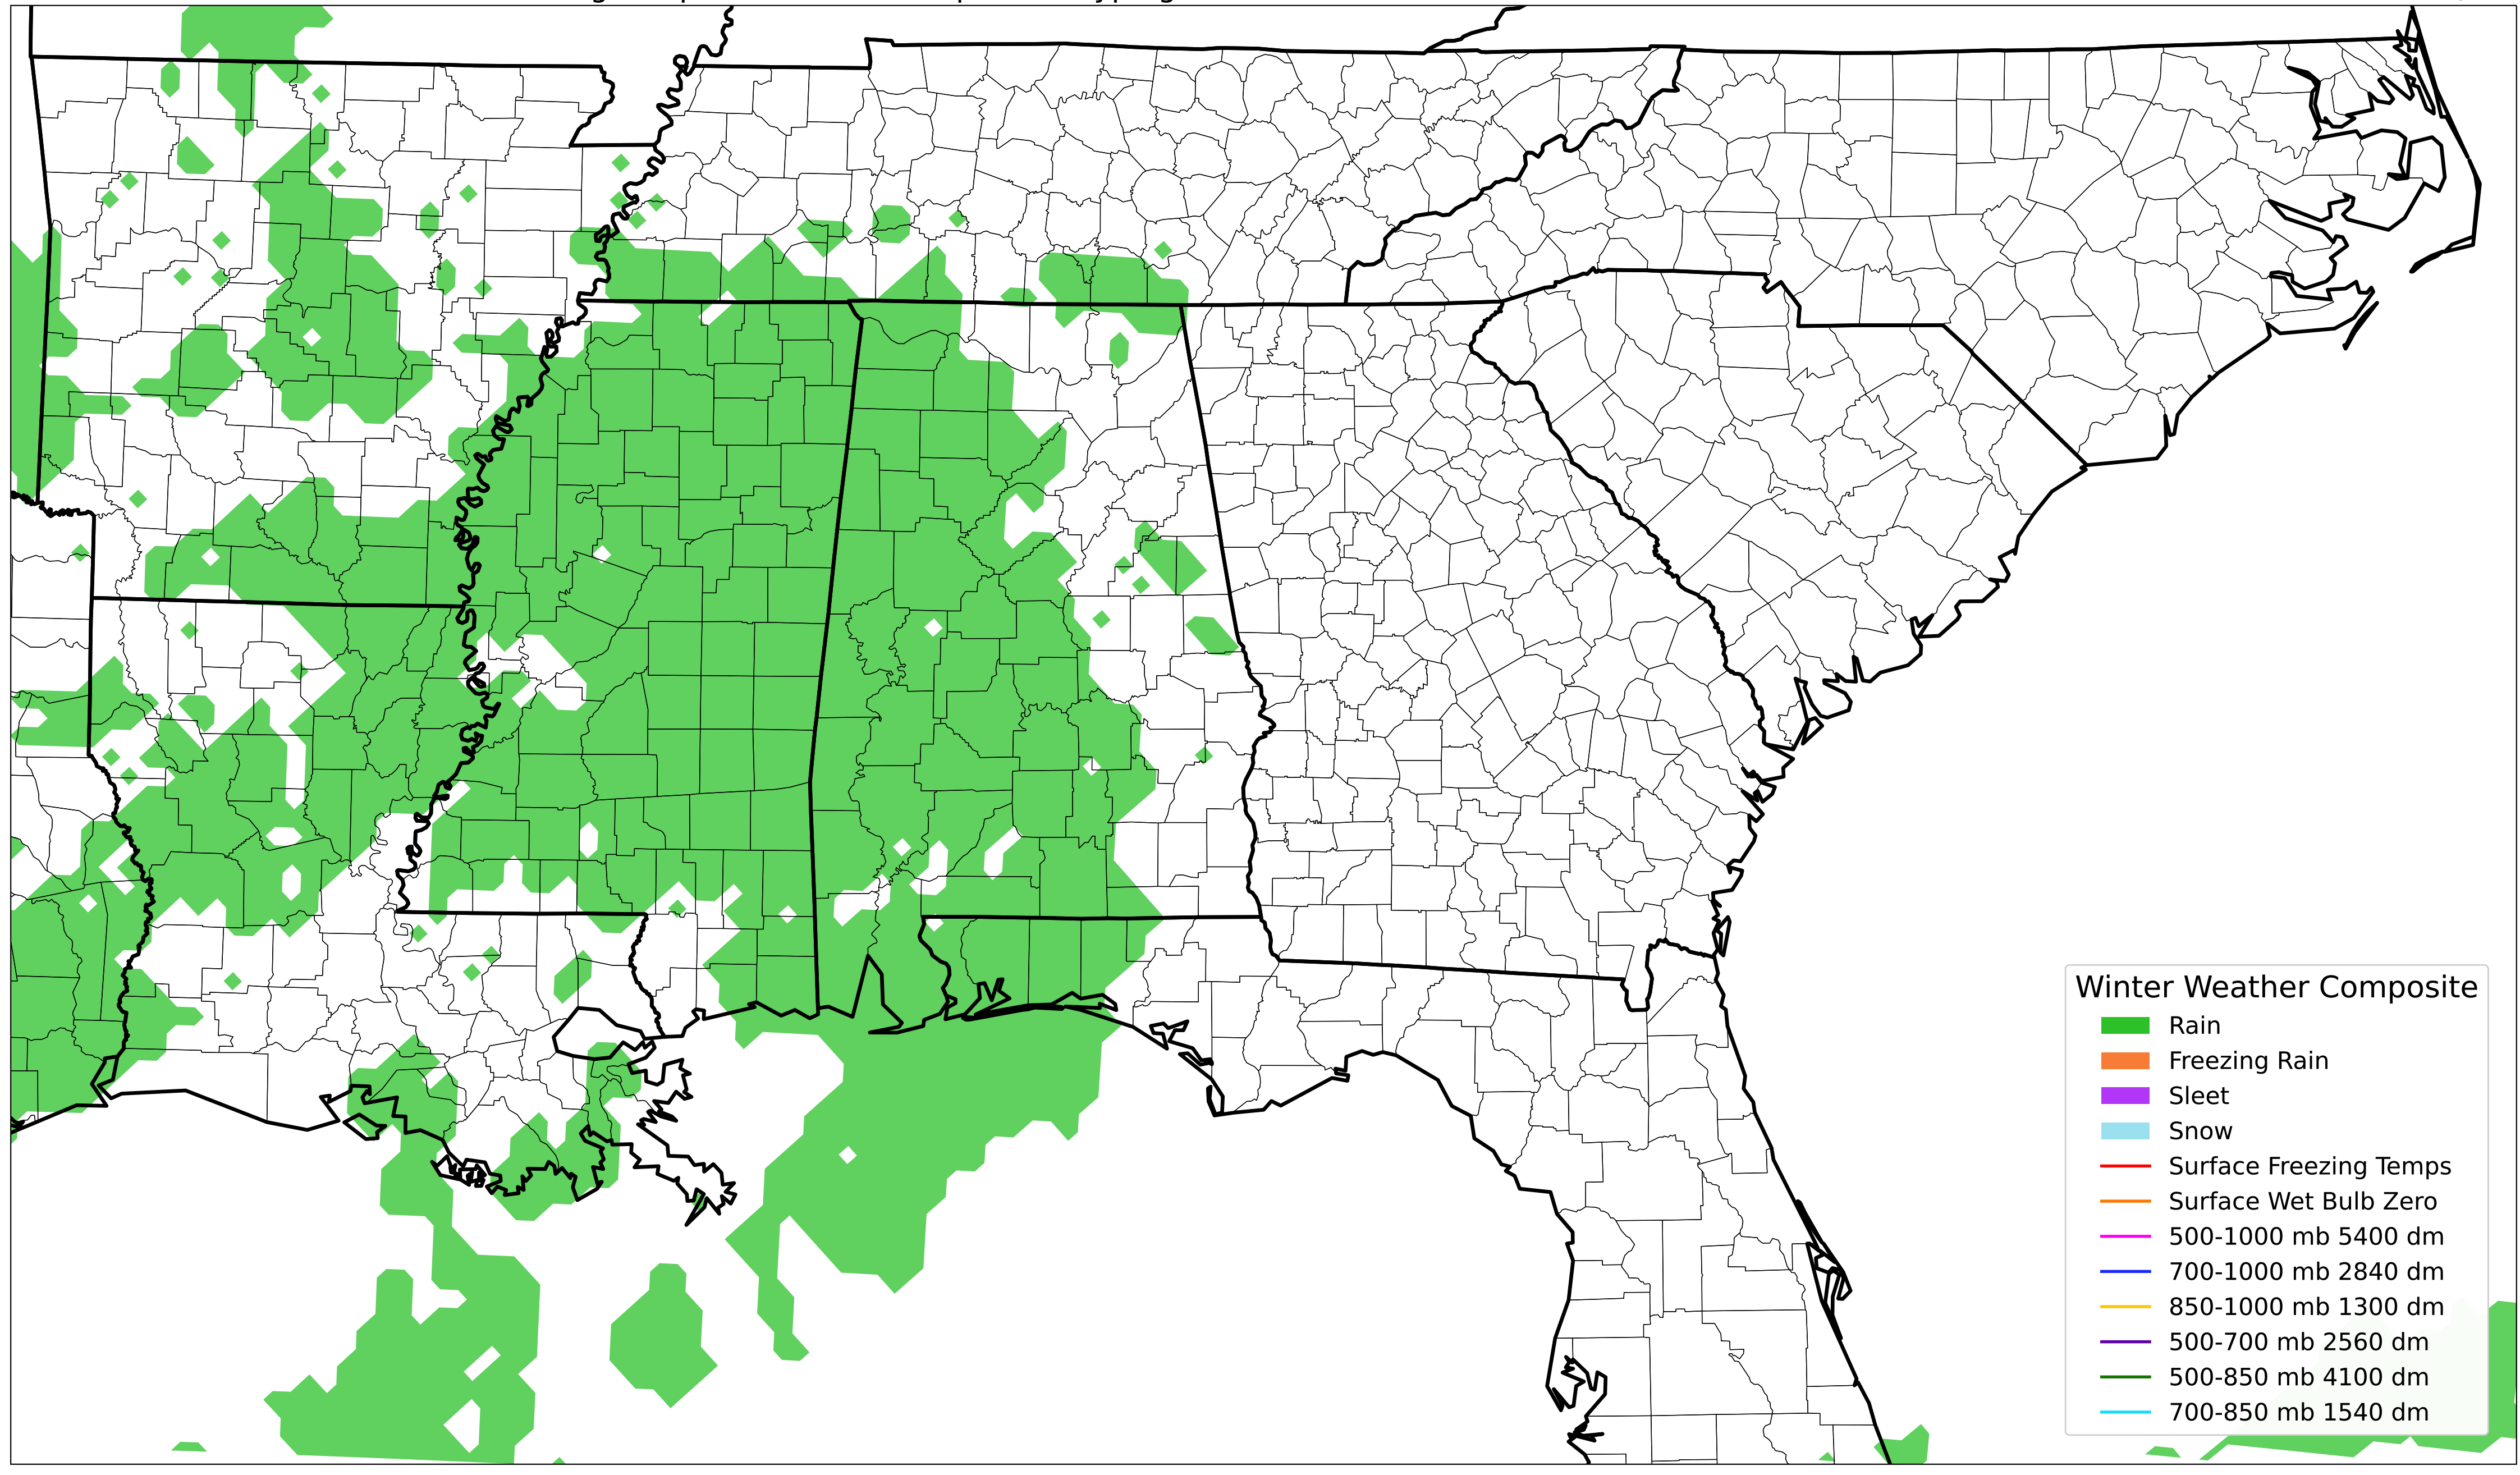 Winter Weather Composite
Rain
Freezing Rain
Sleet
Snow
Surface Freezing Temps
Surface Wet Bulb Zero
500-1000 mb 5400 dm
700-1000 mb 2840 dm
850-1000 mb 1300 dm
500-700 mb 2560 dm
500-850 mb 4100 dm
700-850 mb 1540 dm